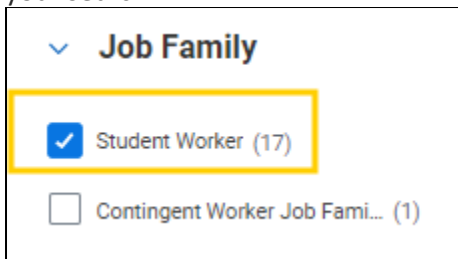 Job Family
Student Worker (17)
Contingent Worker Job Fami... (1)